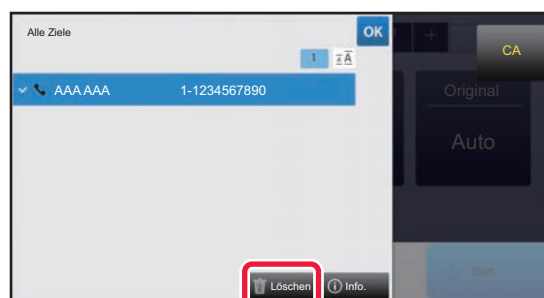 Alle Ziele
OK
CA
1
AAA AAA 1-1234567890
Original
Auto
Löschen
Info.
Start